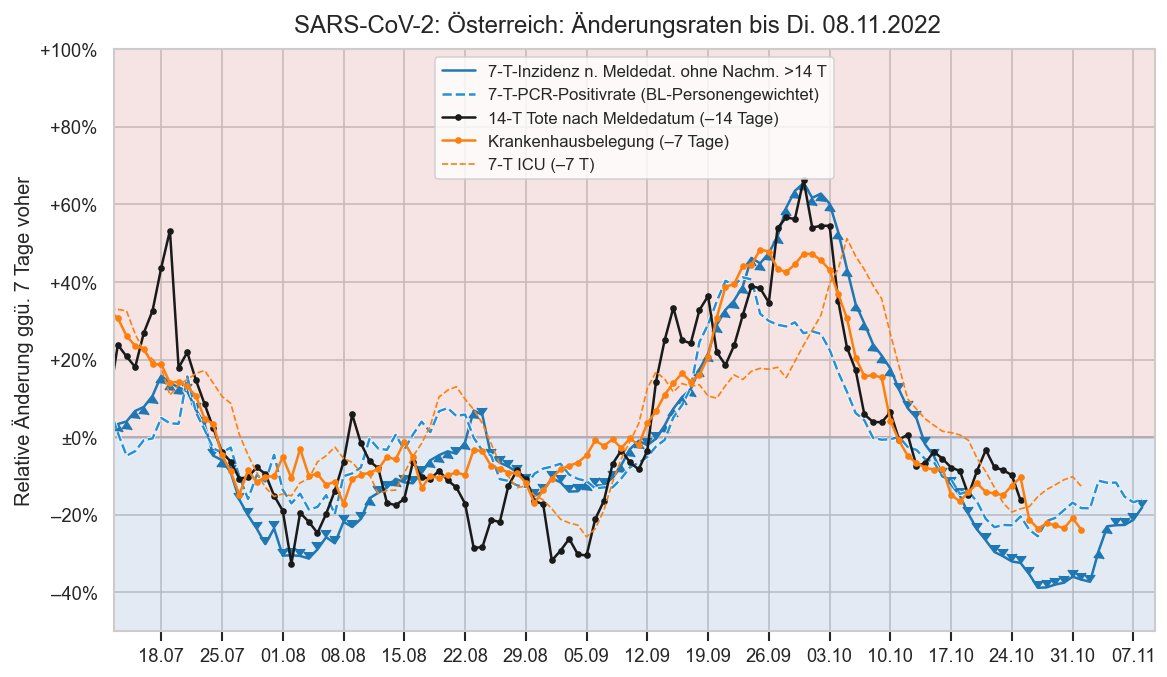 SARS-CoV-2: Österreich: Änderungsraten bis Di. 08.11.2022
Relative Änderung ggü. 7 Tage voher
+100%
+80%
+60%
+40%
+20%
±0%
–20%
–40%
7-T-Inzidenz n. Meldedat. ohne Nachm. >14 T
7-T-PCR-Positivrate (BL-Personengewichtet)
14-T Tote nach Meldedatum (–14 Tage)
Krankenhausbelegung (–7 Tage)
7-T ICU (–7 T)
18.07 25.07 01.08 08.08 15.08 22.08 29.08 05.09 12.09 19.09 26.09 03.10 10.10 17.10 24.10 31.10 07.11